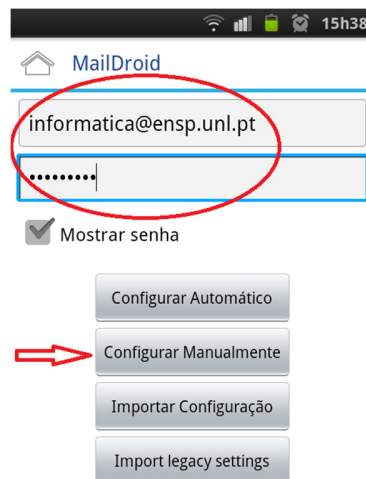 15h38
MailDroid
informatica@ensp.unl.pt
•••••••••
Mostrar senha
Configurar Automático
Configurar Manualmente
Importar Configuração
Import legacy settings